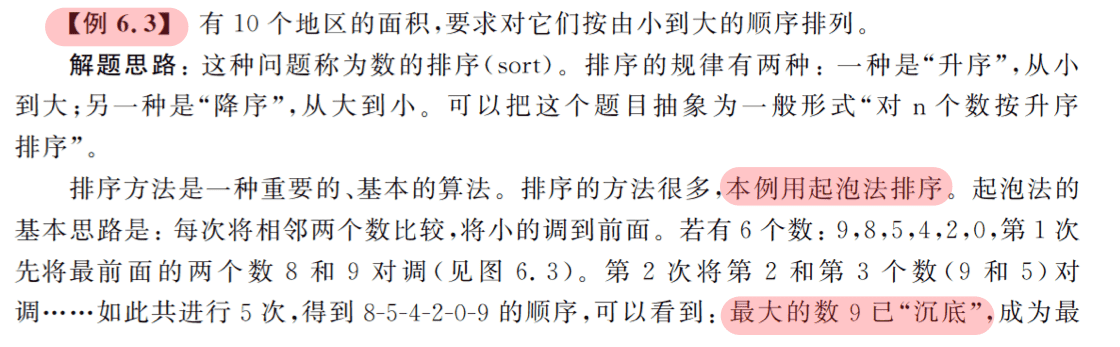 【例 6.3】 有 10 个地区的面积,要求对它们按由小到大的顺序排列。
解题思路：这种问题称为数的排序(sort)。排序的规律有两种：一种是“升序”,从小
到大;另一种是“降序”,从大到小。可以把这个题目抽象为一般形式“对 n 个数按升序
排序”。
排序方法是一种重要的、基本的算法。排序的方法很多,本例用起泡法排序。起泡法的
基本思路是：每次将相邻两个数比较,将小的调到前面。若有 6 个数：9,8,5,4,2,0,第 1 次
先将最前面的两个数 8 和 9 对调(见图 6.3)。第 2 次将第 2 和第 3 个数(9 和 5)对
调……如此共进行 5 次,得到 8-5-4-2-0-9 的顺序,可以看到：最大的数 9 已“沉底”,成为最